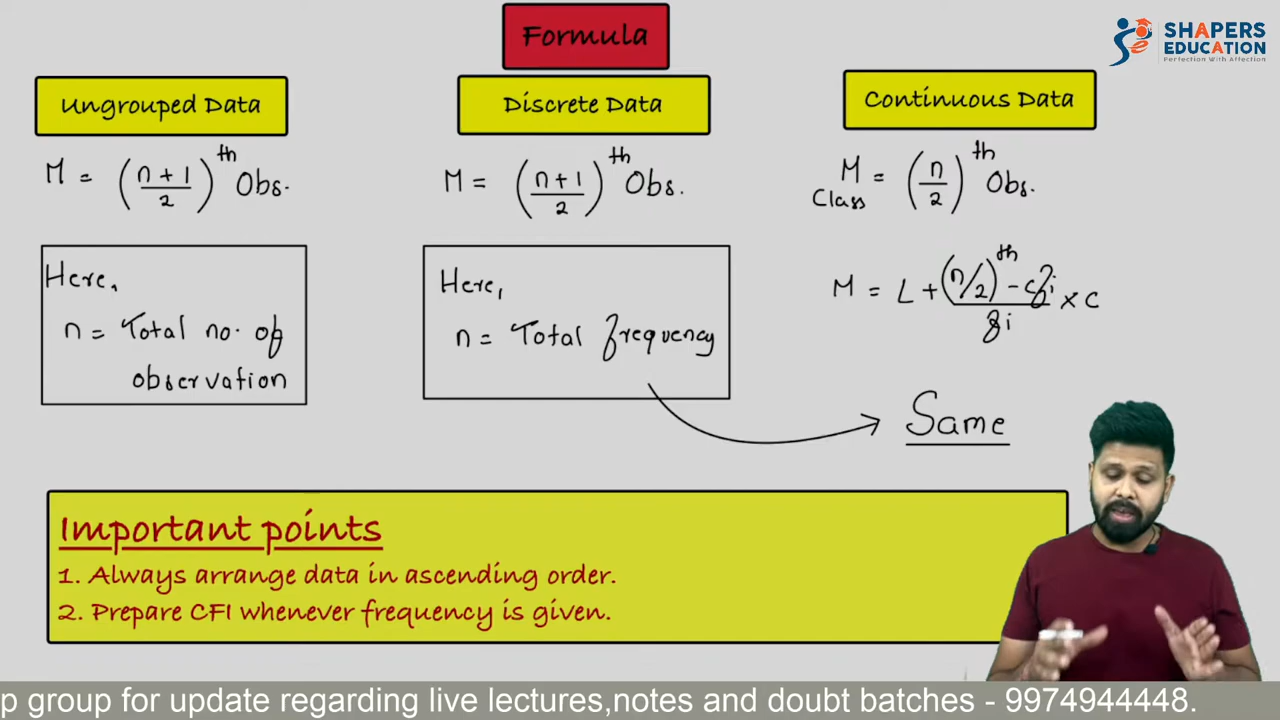 Formula
SHAPERS
EDUCATION
Perfection With Affection
Ungrouped Data
M = (n+1/2)th Obs.
Here,
n = Total no. of
observation
Discrete Data
M = (n+1/2)th Obs.
Here,
n = Total frequency
Continuous Data
M = (n/2)th Obs.
Class
M = L + (n/2)th - cfi / fi × c
Same
Important points
1. Always arrange data in ascending order.
2. Prepare CFI whenever frequency is given.
p group for update regarding live lectures,notes and doubt batches - 9974944448.